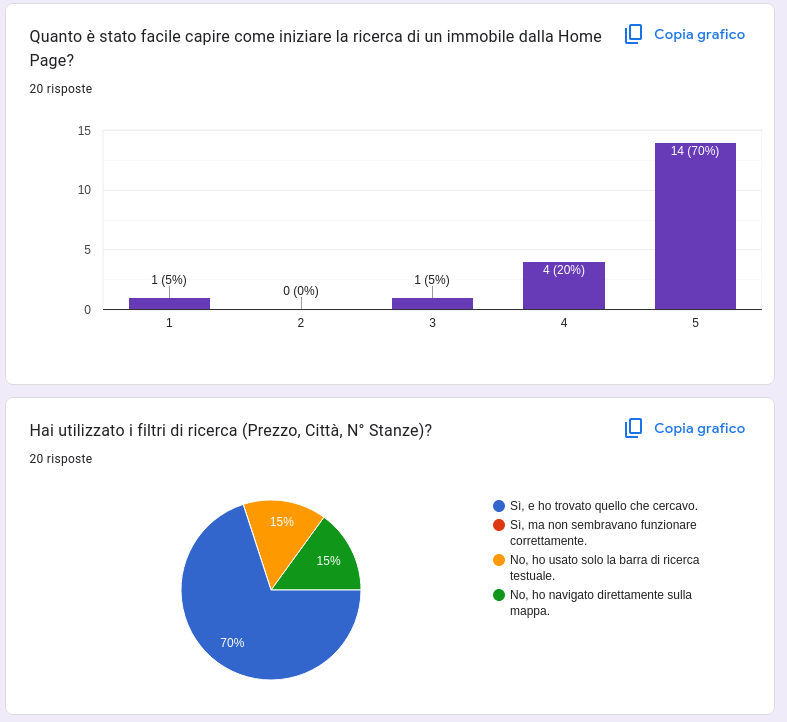 Quanto è stato facile capire come iniziare la ricerca di un immobile dalla Home
Page?
Copia grafico
20 risposte
15
10
5
0
1 (5%)
0 (0%)
1 (5%)
4 (20%)
14 (70%)
1
2
3
4
5
Hai utilizzato i filtri di ricerca (Prezzo, Città, N° Stanze)?
Copia grafico
20 risposte
15%
15%
70%
Sì, e ho trovato quello che cercavo.
Sì, ma non sembravano funzionare
correttamente.
No, ho usato solo la barra di ricerca
testuale.
No, ho navigato direttamente sulla
mappa.